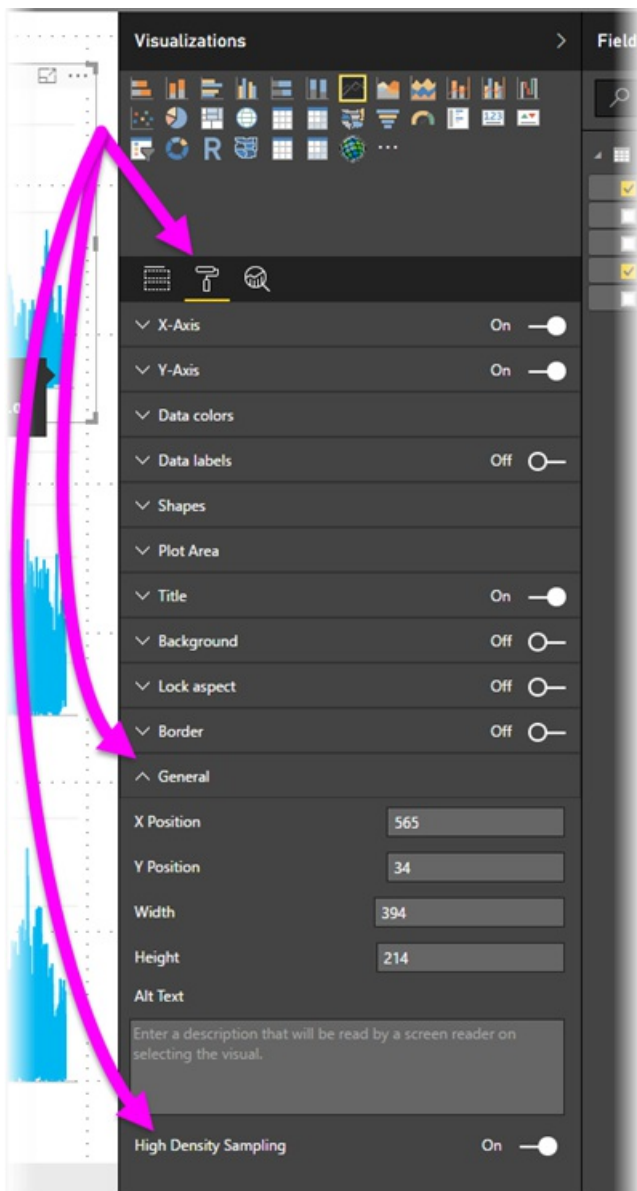 Visualizations
Field
R
123
X-Axis On
Y-Axis On
Data colors
Data labels Off
Shapes
Plot Area
Title On
Background Off
Lock aspect Off
Border Off
General
X Position 565
Y Position 34
Width 394
Height 214
Alt Text
Enter a description that will be read by a screen reader on
selecting the visual.
High Density Sampling On